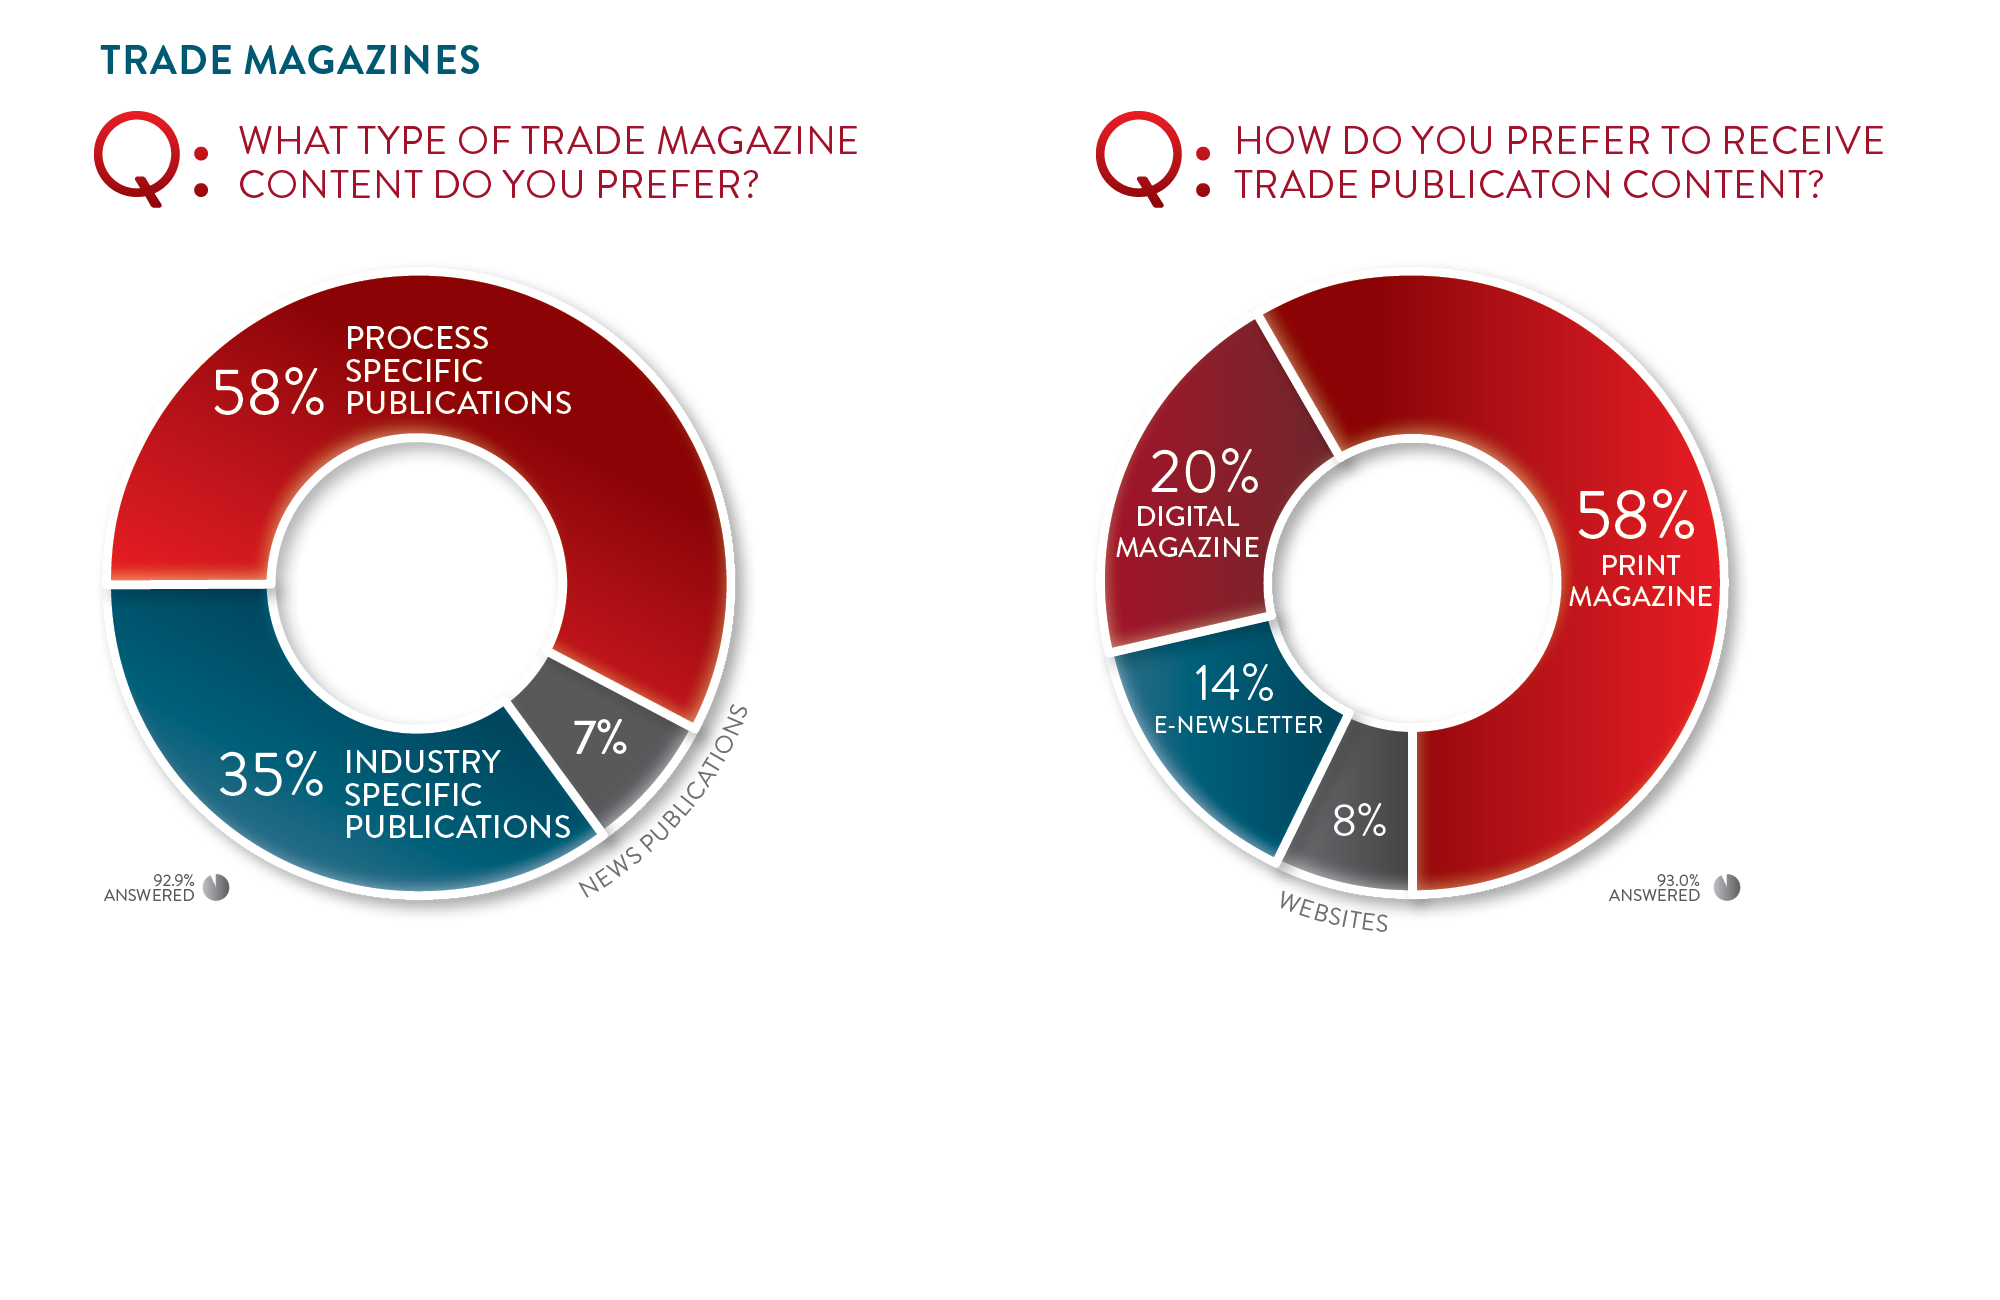 TRADE MAGAZINES
Q: WHAT TYPE OF TRADE MAGAZINE
CONTENT DO YOU PREFER?
58% PROCESS
SPECIFIC
PUBLICATIONS
35% INDUSTRY
SPECIFIC
PUBLICATIONS
7%
NEWS PUBLICATIONS
92.9%
ANSWERED
Q: HOW DO YOU PREFER TO RECEIVE
TRADE PUBLICATON CONTENT?
58%
PRINT
MAGAZINE
20%
DIGITAL
MAGAZINE
14%
E-NEWSLETTER
8%
WEBSITES
93.0%
ANSWERED